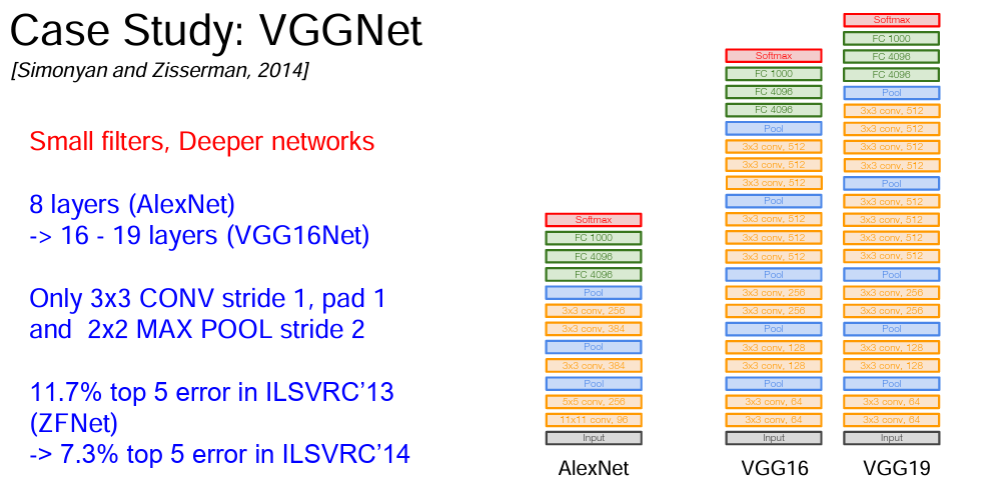 Case Study: VGGNet
[Simonyan and Zisserman, 2014]
Small filters, Deeper networks
8 layers (AlexNet)
-> 16 - 19 layers (VGG16Net)
Only 3x3 CONV stride 1, pad 1
and 2x2 MAX POOL stride 2
11.7% top 5 error in ILSVRC'13
(ZFNet)
-> 7.3% top 5 error in ILSVRC'14
Softmax
FC 1000
FC 4096
FC 4096
Pool
3x3 conv, 256
3x3 conv, 384
Pool
3x3 conv, 384
Pool
5x5 conv, 256
11x11 conv, 96
Input
AlexNet
Softmax
FC 1000
FC 4096
FC 4096
Pool
3x3 conv, 512
3x3 conv, 512
3x3 conv, 512
Pool
3x3 conv, 512
3x3 conv, 512
3x3 conv, 512
Pool
3x3 conv, 256
3x3 conv, 256
Pool
3x3 conv, 128
3x3 conv, 128
Pool
3x3 conv, 64
3x3 conv, 64
Input
VGG16
Softmax
FC 1000
FC 4096
FC 4096
Pool
3x3 conv, 512
3x3 conv, 512
3x3 conv, 512
3x3 conv, 512
Pool
3x3 conv, 512
3x3 conv, 512
3x3 conv, 512
3x3 conv, 512
Pool
3x3 conv, 256
3x3 conv, 256
Pool
3x3 conv, 128
3x3 conv, 128
Pool
3x3 conv, 64
3x3 conv, 64
Input
VGG19